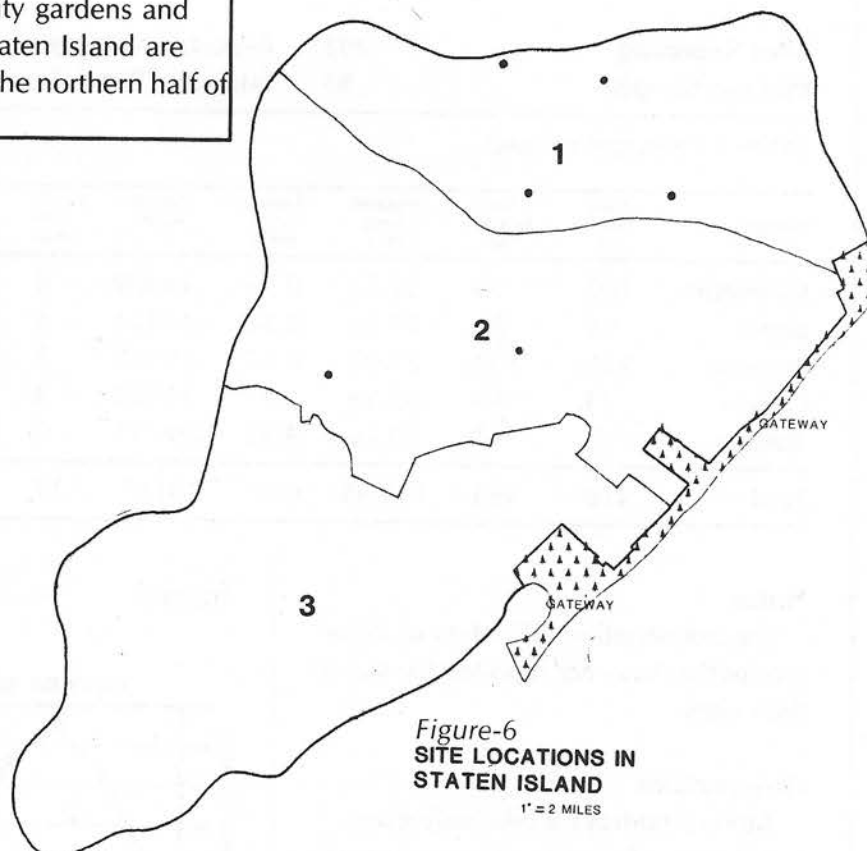 ity gardens and
aten Island are
he northern half of
1
2
GATEWAY
3
GATEWAY
Figure-6
SITE LOCATIONS IN
STATEN ISLAND
1" = 2 MILES